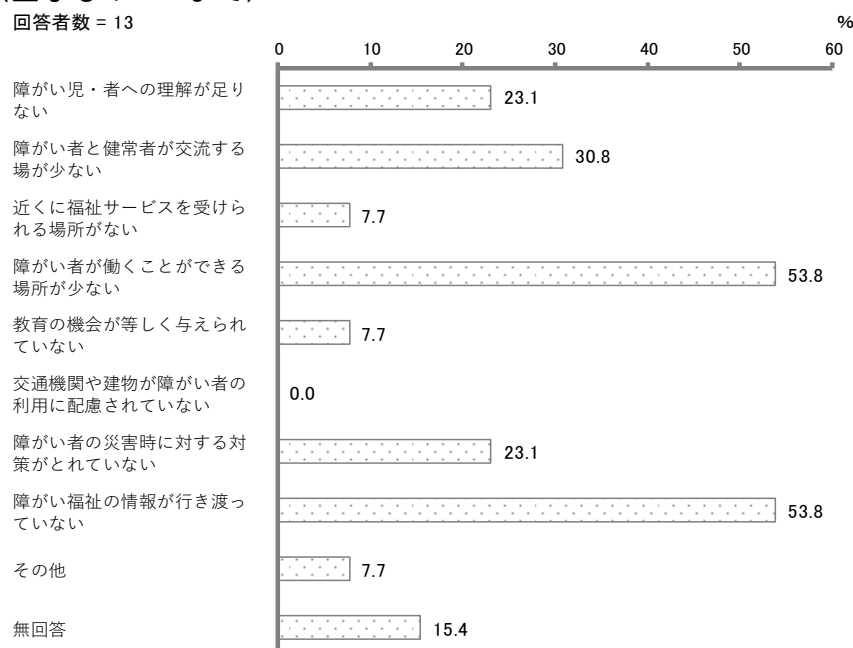 回答者数 = 13
%
0 10 20 30 40 50 60
障がい児・者への理解が足り
ない
23.1
障がい者と健常者が交流する
場が少ない
30.8
近くに福祉サービスを受けら
れる場所がない
7.7
障がい者が働くことができる
場所が少ない
53.8
教育の機会が等しく与えられ
ていない
7.7
交通機関や建物が障がい者の
利用に配慮されていない
0.0
障がい者の災害時に対する対
策がとれていない
23.1
障がい福祉の情報が行き渡っ
ていない
53.8
その他
7.7
無回答
15.4